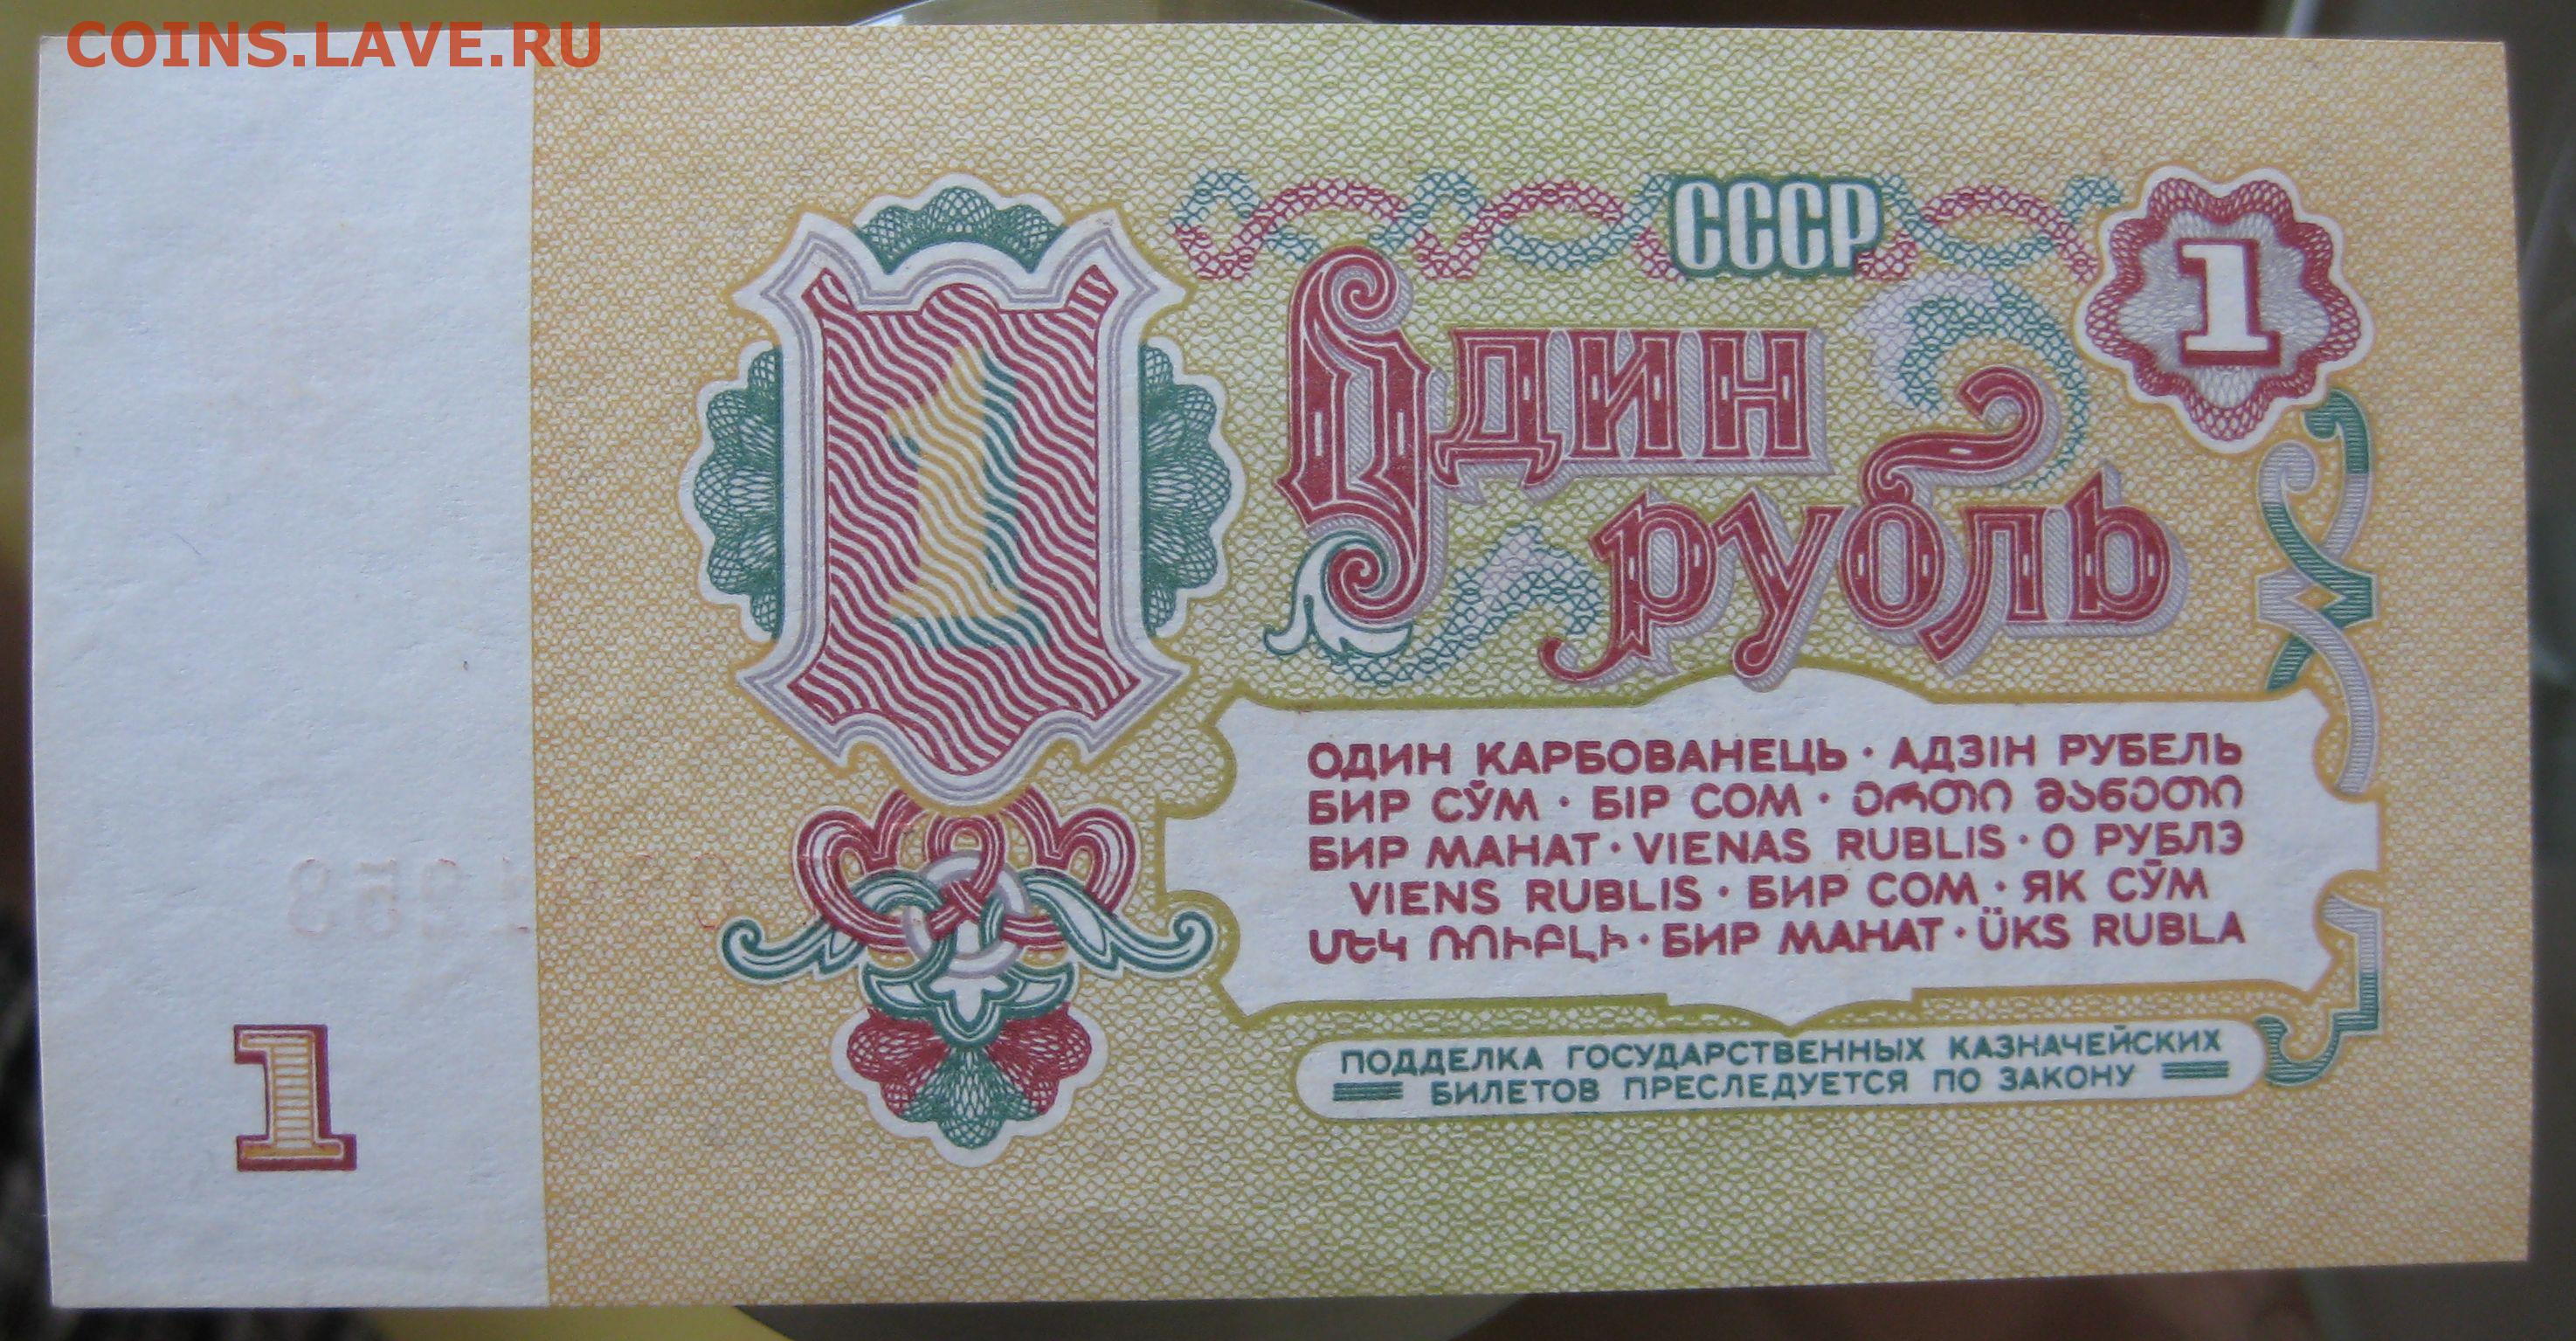 COINS.LAVE.RU
СССР
1
1
Один
рубль
ОДИН КАРБОВАНЕЦЬ · АДЗІН РУБЕЛЬ
БИР СЎМ · БІР СОМ · ერთი მანეთი
БИР МАНАТ · VIENAS RUBLIS · О РУБЛЭ
VIENS RUBLIS · БИР СОМ · ЯК СӮМ
ՄԵԿ ՌՈՒԲԼԻ · БИР МАНАТ · ÜKS RUBLA
ПОДДЕЛКА ГОСУДАРСТВЕННЫХ КАЗНАЧЕЙСКИХ
БИЛЕТОВ ПРЕСЛЕДУЕТСЯ ПО ЗАКОНУ
1